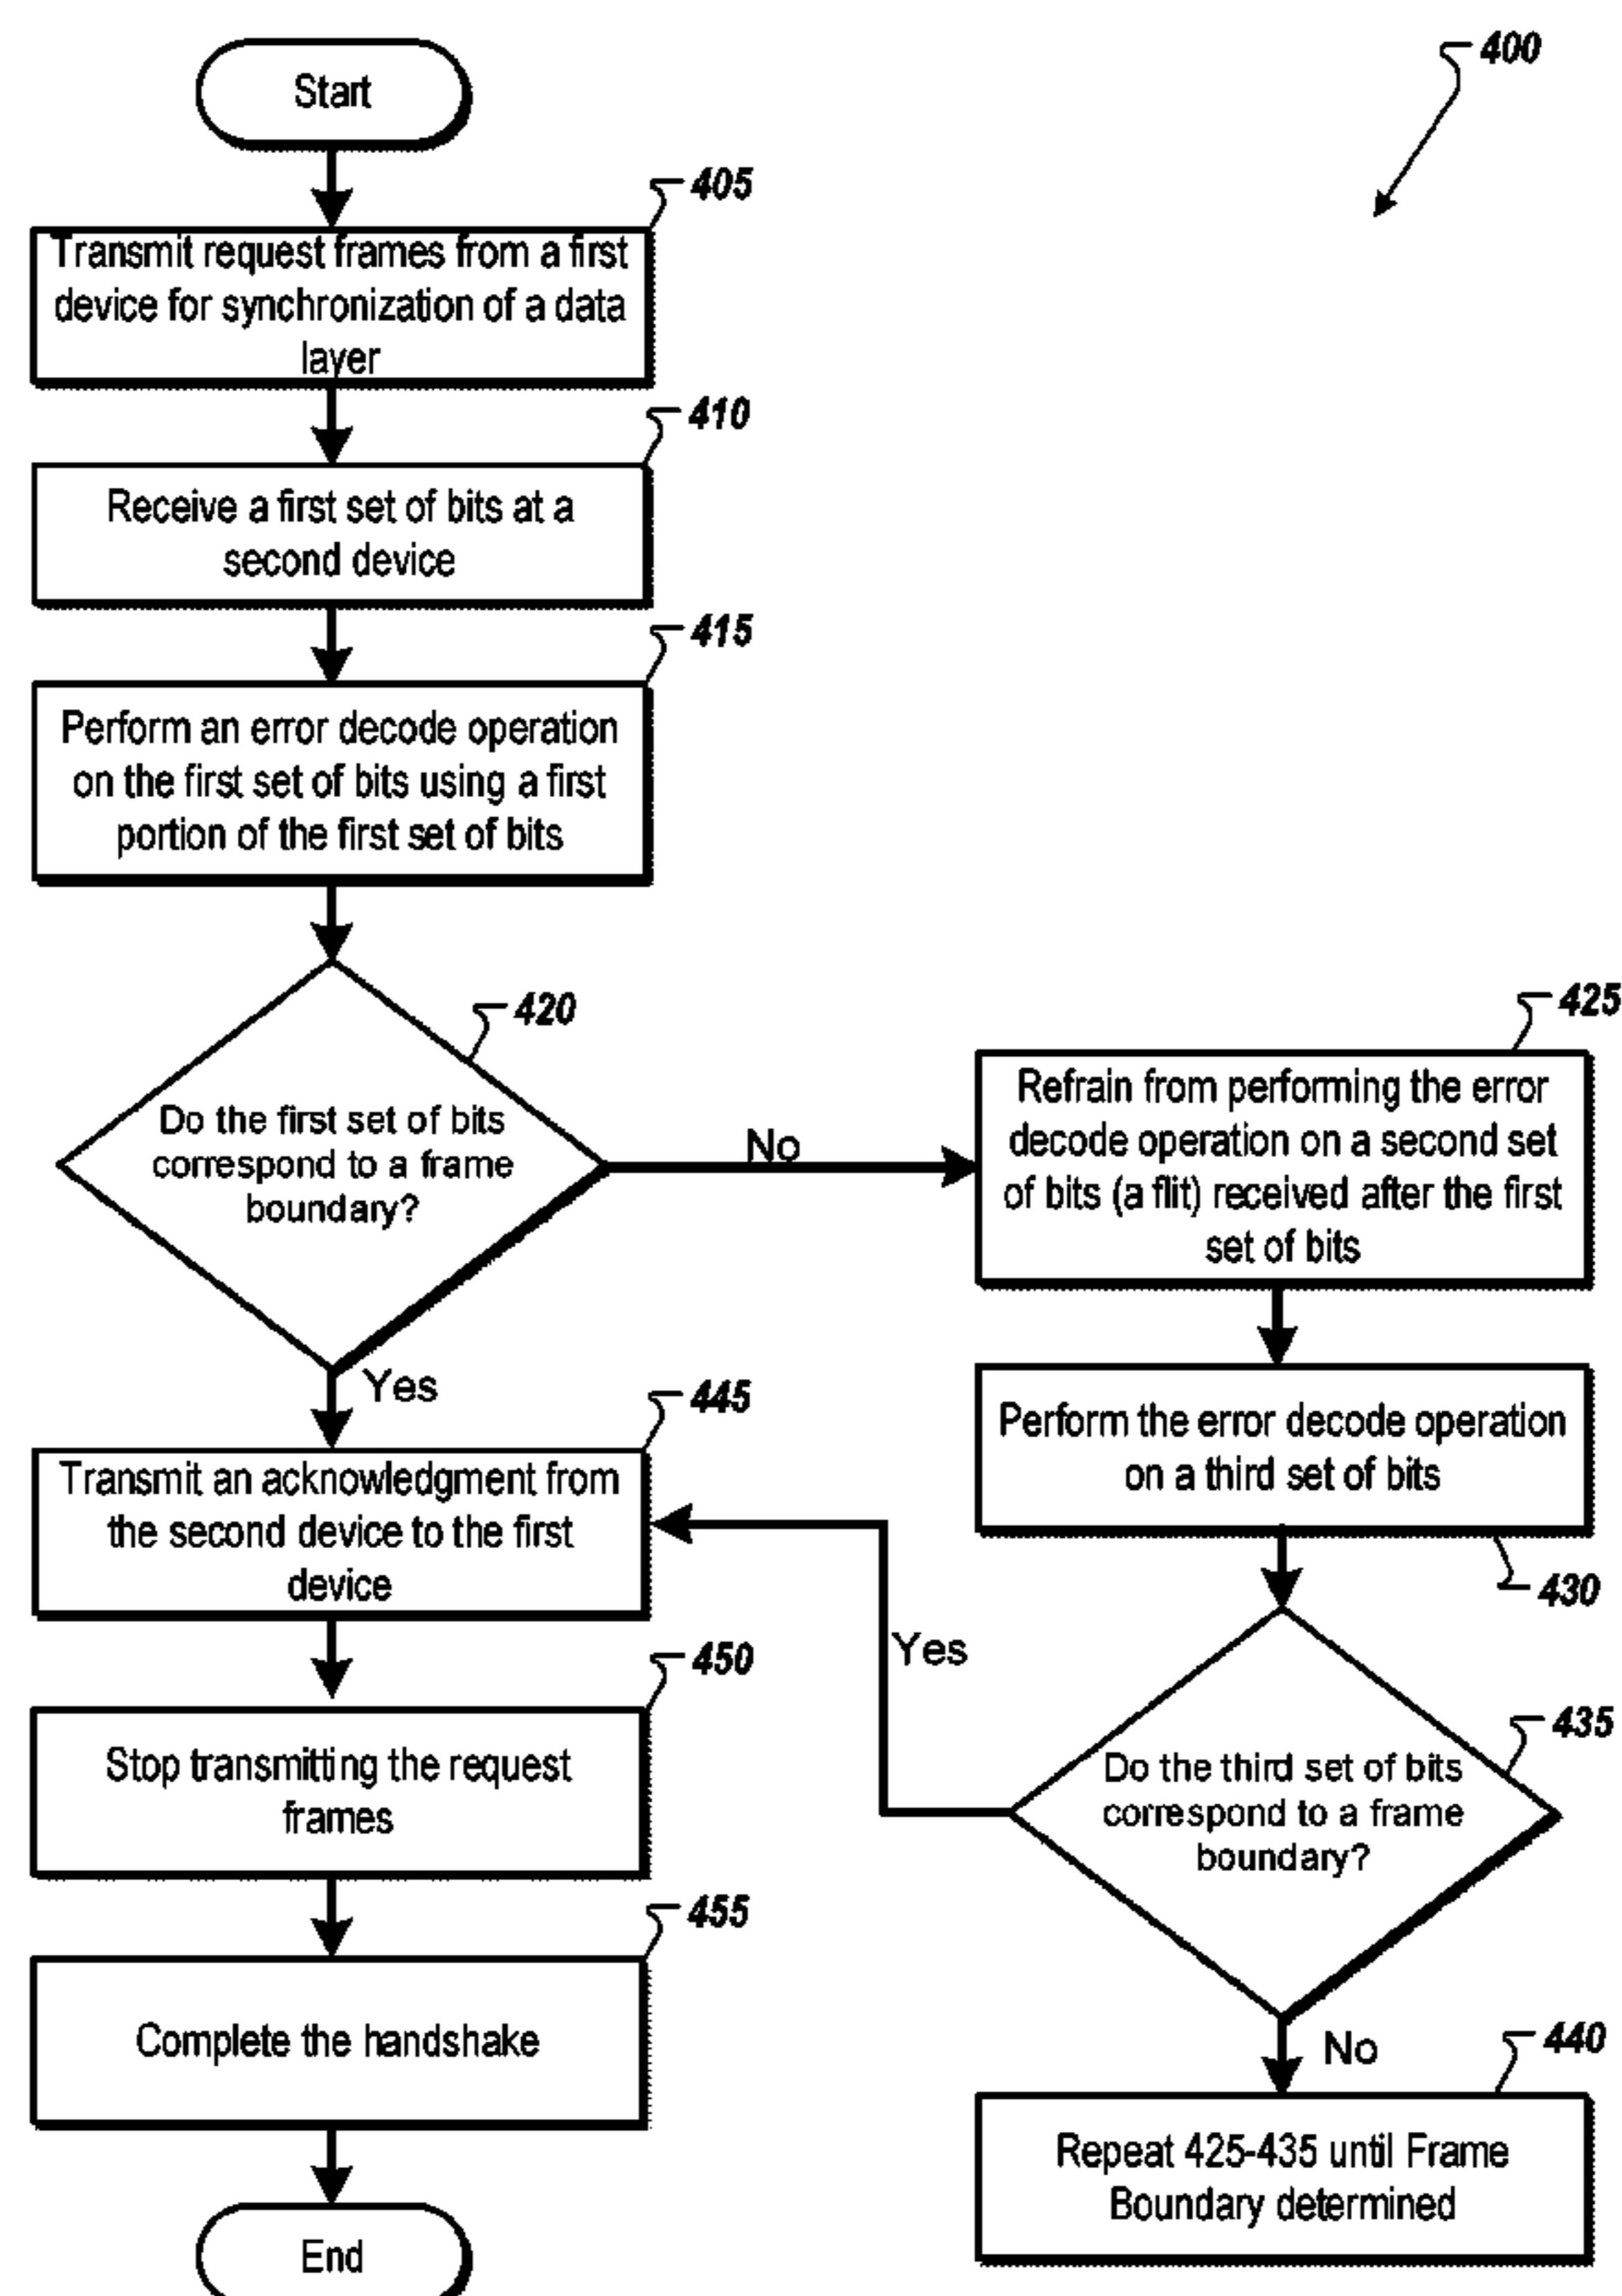 Start
400
405
Transmit request frames from a first
device for synchronization of a data
layer
410
Receive a first set of bits at a
second device
415
Perform an error decode operation
on the first set of bits using a first
portion of the first set of bits
420
Do the first set of bits
correspond to a frame
boundary?
No
425
Refrain from performing the error
decode operation on a second set
of bits (a flit) received after the first
set of bits
Yes
Perform the error decode operation
on a third set of bits
430
445
Transmit an acknowledgment from
the second device to the first
device
Yes
435
Do the third set of bits
correspond to a frame
boundary?
450
Stop transmitting the request
frames
No
440
Repeat 425-435 until Frame
Boundary determined
455
Complete the handshake
End